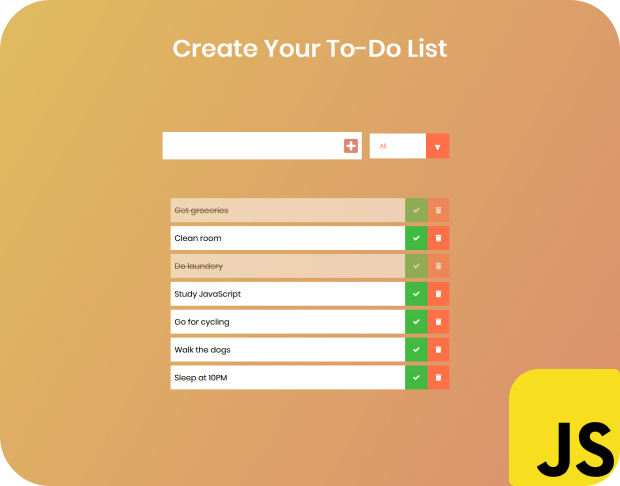 Create Your To-Do List
All
Get groceries
Clean room
Do laundery
Study JavaScript
Go for cycling
Walk the dogs
Sleep at 10PM
JS